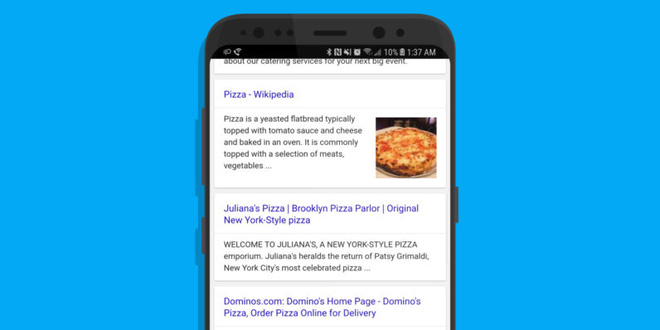 10% 1:37 AM
about our catering services for your next big event.
Pizza - Wikipedia
Pizza is a yeasted flatbread typically
topped with tomato sauce and cheese
and baked in an oven. It is commonly
topped with a selection of meats,
vegetables ...
Juliana's Pizza | Brooklyn Pizza Parlor | Original
New York-Style pizza
WELCOME TO JULIANA'S, A NEW YORK-STYLE PIZZA
emporium. Juliana's heralds the return of Patsy Grimaldi,
New York City's most celebrated pizza ...
Dominos.com: Domino's Home Page - Domino's
Pizza, Order Pizza Online for Delivery